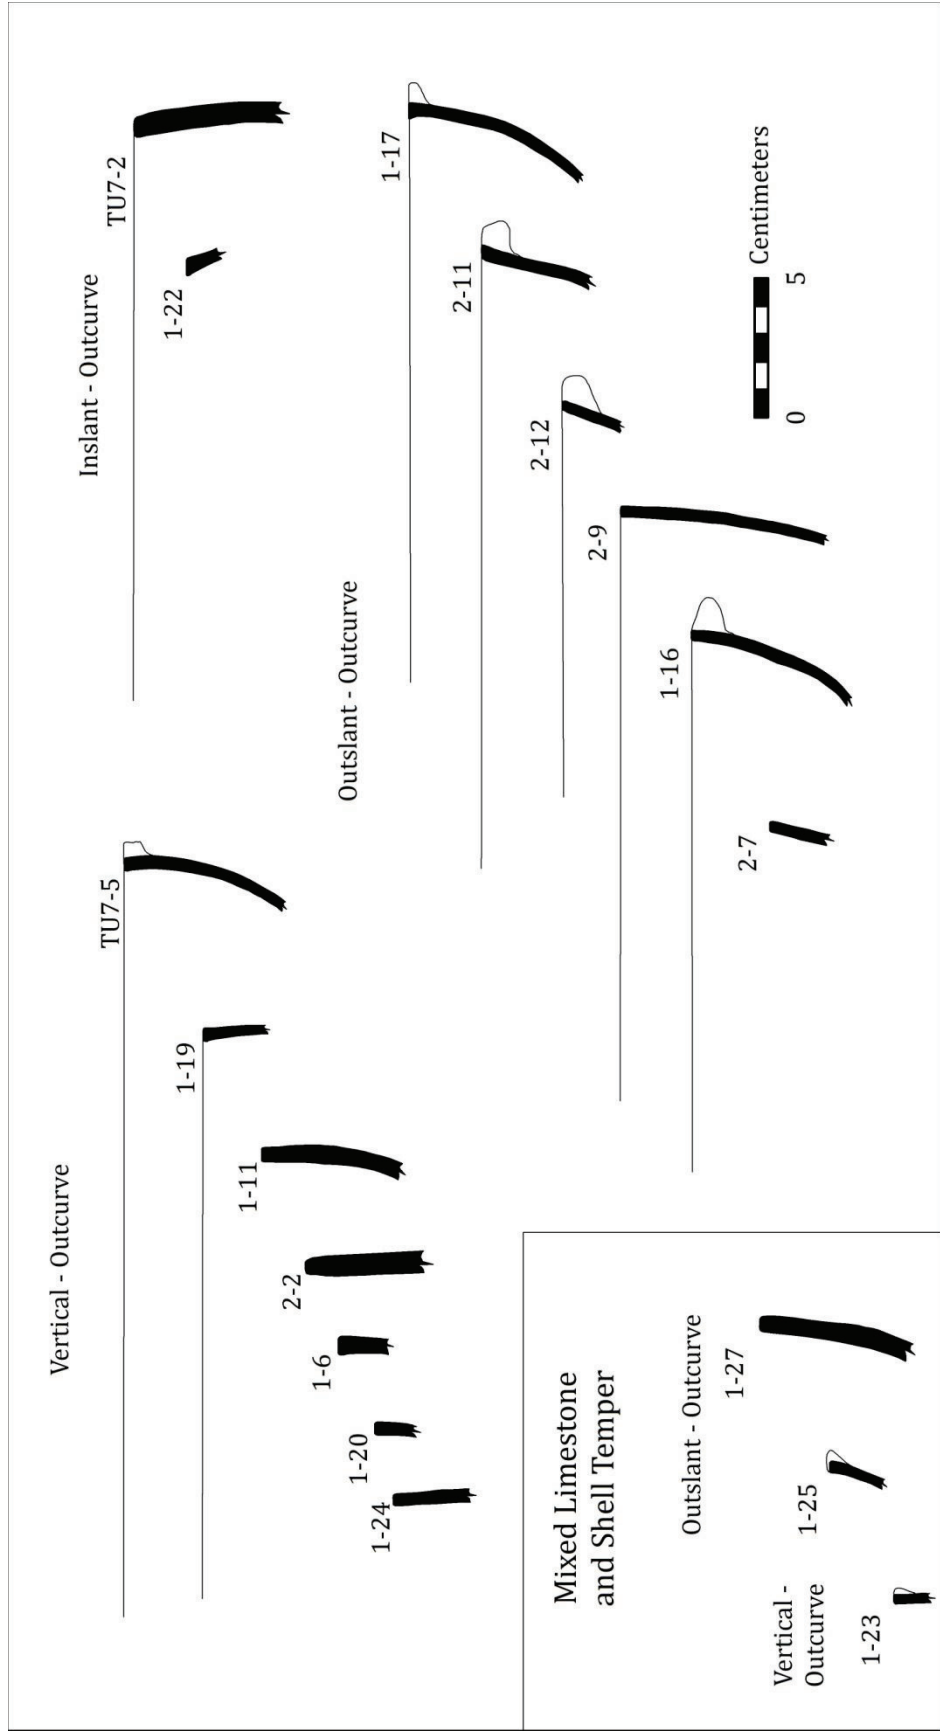 Vertical - Outcurve
TU7-5
1-19
1-11
2-2
1-6
1-20
1-24
Inslant - Outcurve
TU7-2
1-22
Outslant - Outcurve
1-17
2-11
2-12
2-9
1-16
2-7
Mixed Limestone
and Shell Temper
Vertical -
Outcurve
1-23
Outslant - Outcurve
1-25
1-27
0
5
Centimeters